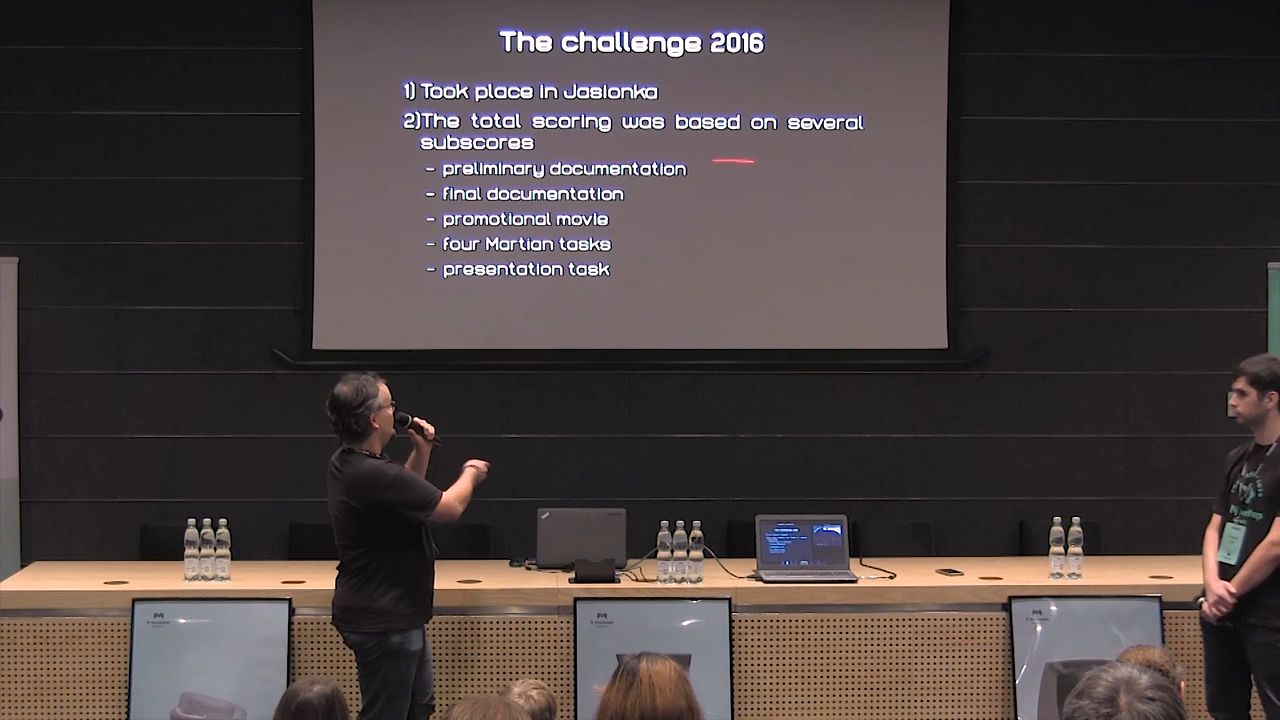 The challenge 2016
1) Took place in Jasionka
2)The total scoring was based on several
subscores
- preliminary documentation
- final documentation
- promotional movie
- four Martian tasks
- presentation task